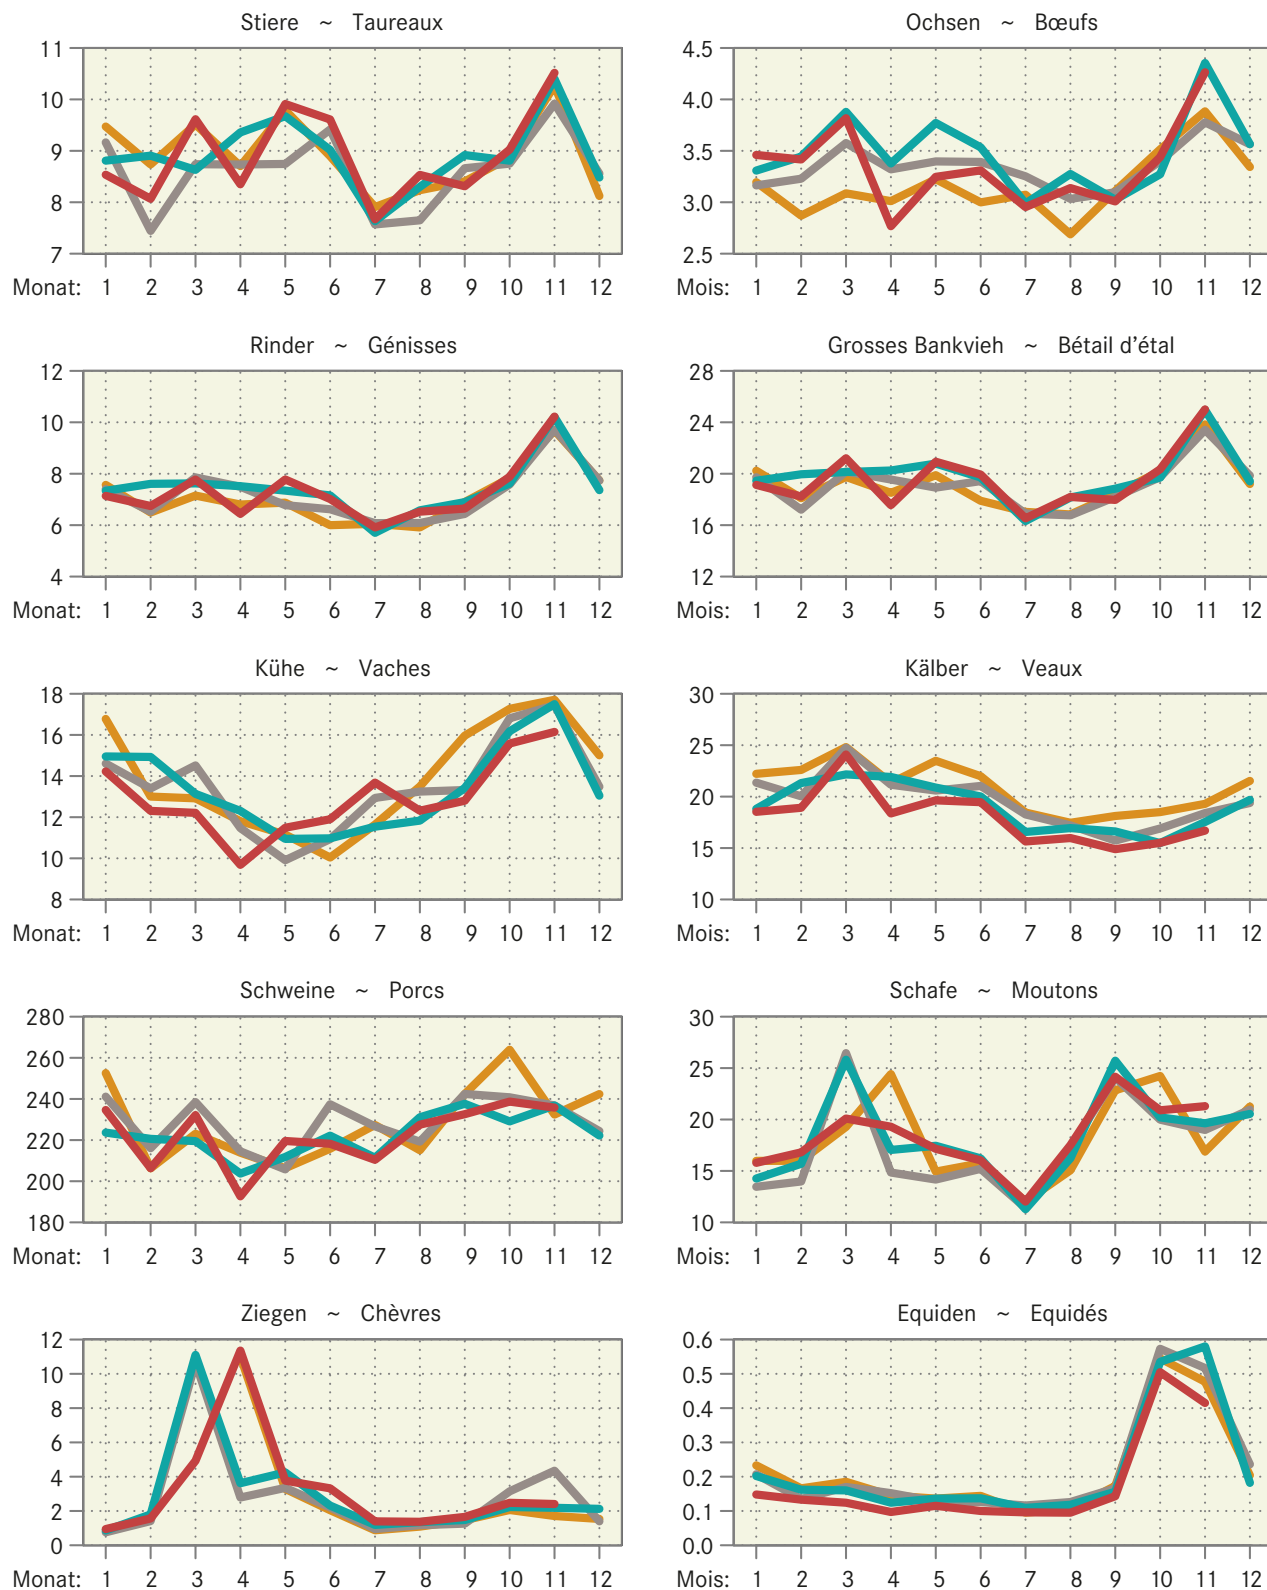 Stiere ~ Taureaux
11
10
9
8
7
Monat: 1 2 3 4 5 6 7 8 9 10 11 12
Ochsen ~ Bœufs
4.5
4.0
3.5
3.0
2.5
Mois: 1 2 3 4 5 6 7 8 9 10 11 12
Rinder ~ Génisses
12
10
8
6
4
Monat: 1 2 3 4 5 6 7 8 9 10 11 12
Grosses Bankvieh ~ Bétail d’étal
28
24
20
16
12
Mois: 1 2 3 4 5 6 7 8 9 10 11 12
Kühe ~ Vaches
18
16
14
12
10
8
Monat: 1 2 3 4 5 6 7 8 9 10 11 12
Kälber ~ Veaux
30
25
20
15
10
Mois: 1 2 3 4 5 6 7 8 9 10 11 12
Schweine ~ Porcs
280
260
240
220
200
180
Monat: 1 2 3 4 5 6 7 8 9 10 11 12
Schafe ~ Moutons
30
25
20
15
10
Mois: 1 2 3 4 5 6 7 8 9 10 11 12
Ziegen ~ Chèvres
12
10
8
6
4
2
0
Monat: 1 2 3 4 5 6 7 8 9 10 11 12
Equiden ~ Equidés
0.6
0.5
0.4
0.3
0.2
0.1
0.0
Mois: 1 2 3 4 5 6 7 8 9 10 11 12